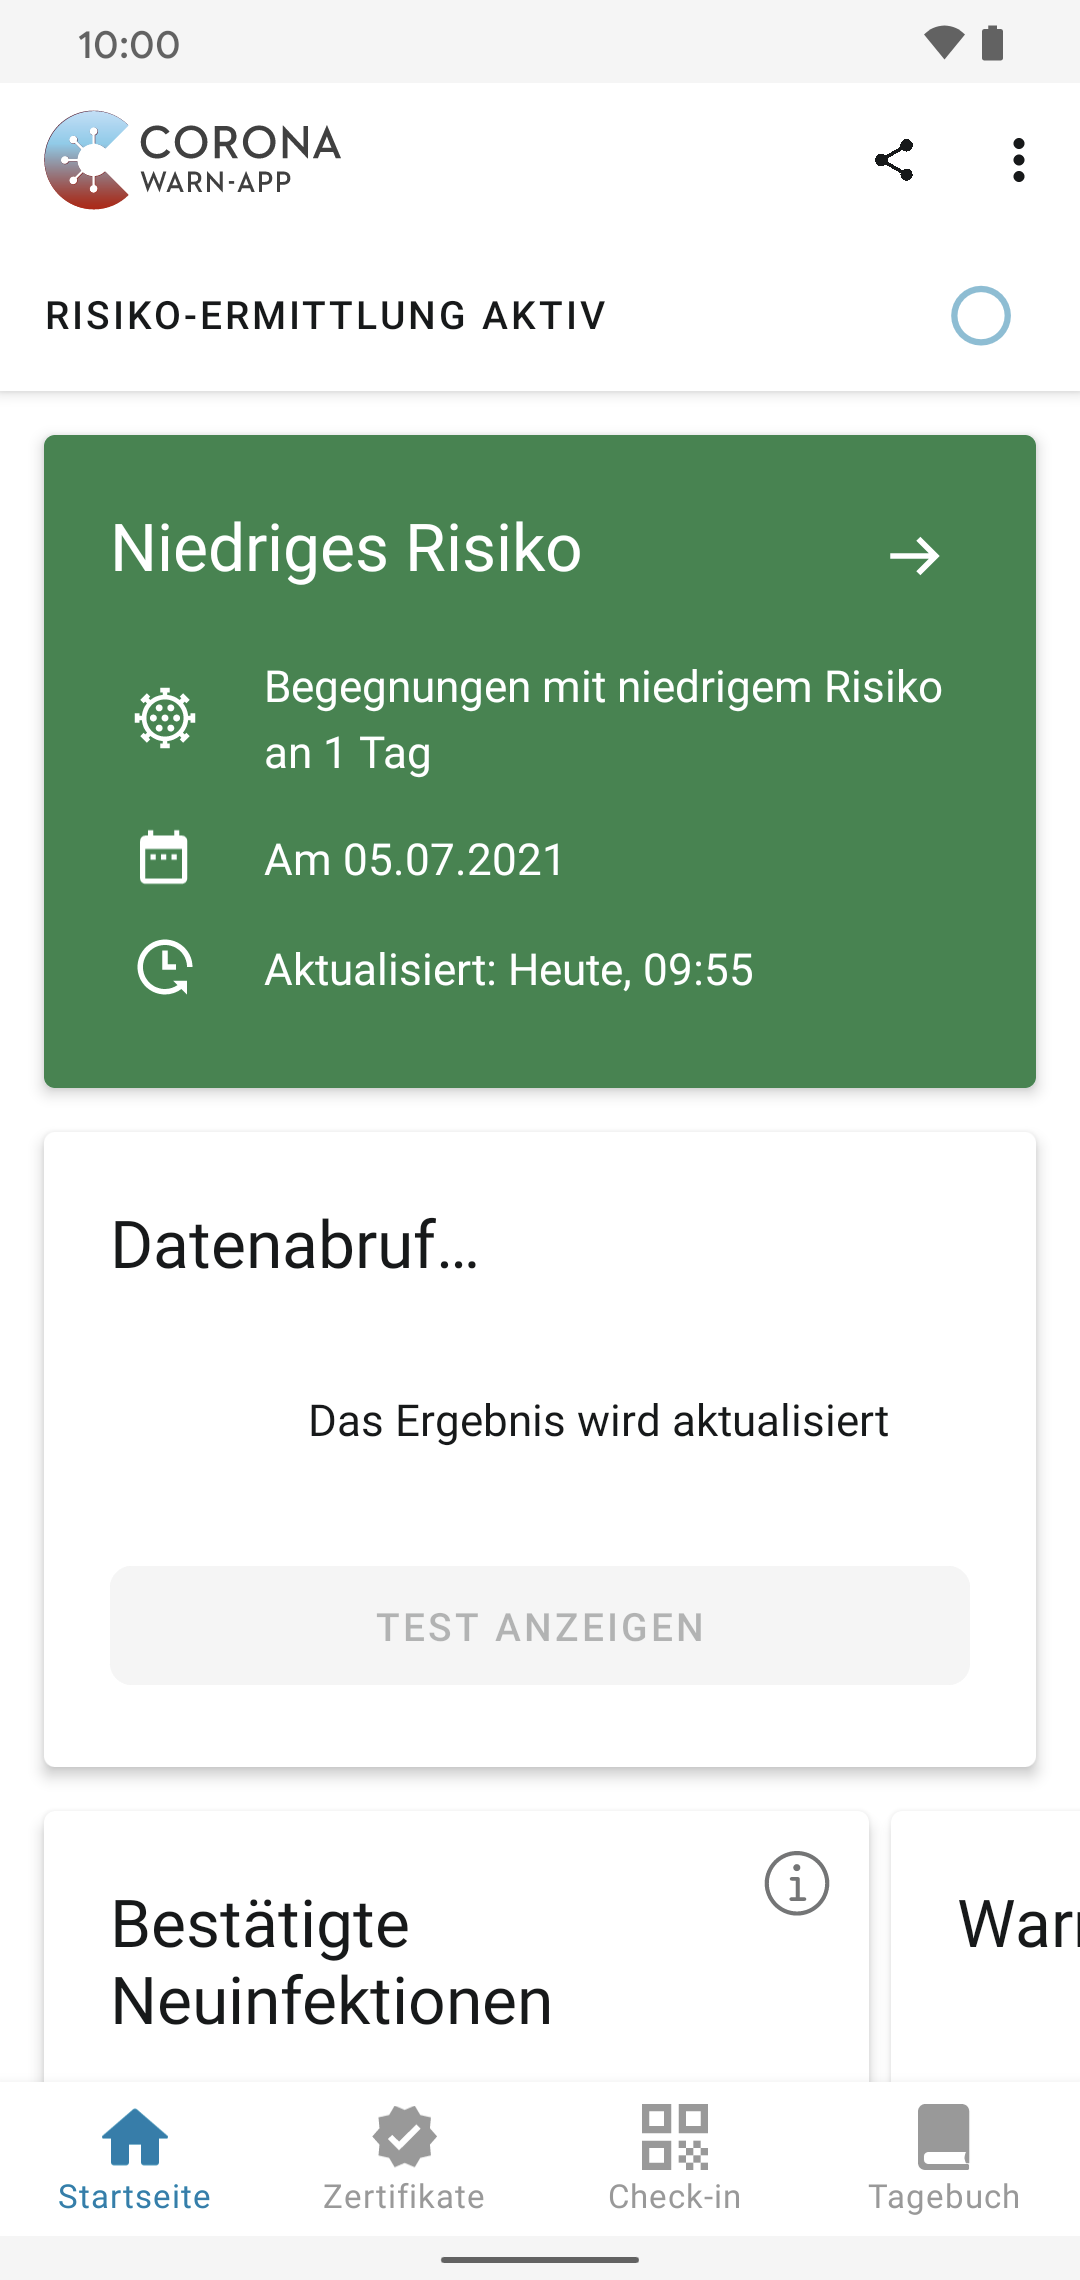 10:00
CORONA
WARN-APP
RISIKO-ERMITTLUNG AKTIV
Niedriges Risiko
Begegnungen mit niedrigem Risiko
an 1 Tag
Am 05.07.2021
Aktualisiert: Heute, 09:55
Datenabruf…
Das Ergebnis wird aktualisiert
TEST ANZEIGEN
Bestätigte
Neuinfektionen
Startseite
Zertifikate
Check-in
Tagebuch